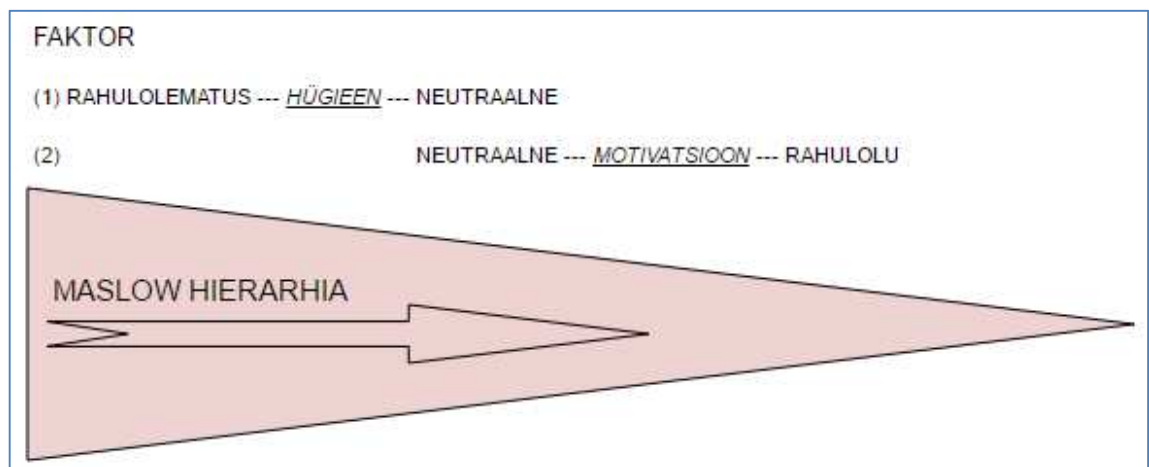 FAKTOR
(1) RAHULOLEMATUS --- HÜGIEEN --- NEUTRAALNE
(2) NEUTRAALNE --- MOTIVATSIOON --- RAHULOLU
MASLOW HIERARHIA